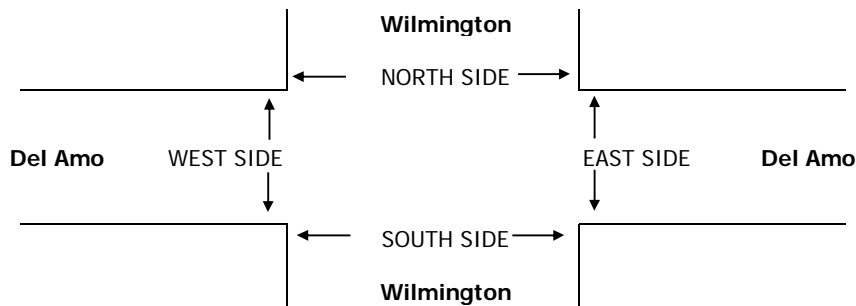 Wilmington
NORTH SIDE
Del Amo WEST SIDE EAST SIDE Del Amo
SOUTH SIDE
Wilmington